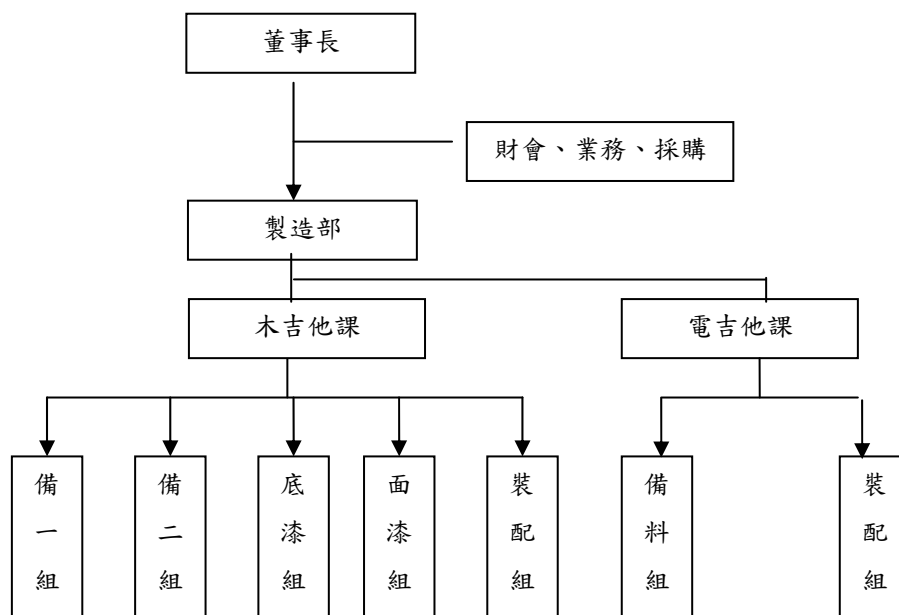 董事長
財會、業務、採購
製造部
木吉他課
電吉他課
備一組
備二組
底漆組
面漆組
裝配組
備料組
裝配組